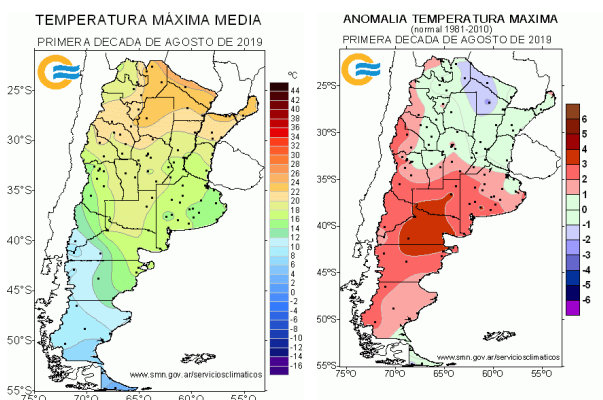 TEMPERATURA MÁXIMA MEDIA
PRIMERA DECADA DE AGOSTO DE 2019
25°S
30°S
35°S
40°S
45°S
50°S
55°S
75°O
65°O
55°O
ºC
44
42
40
38
36
34
32
30
28
26
24
22
20
18
16
14
12
10
8
6
4
2
0
-2
-4
-6
-8
-10
-12
-14
-16
www.smn.gov.ar/serviciosclimaticos
ANOMALIA TEMPERATURA MAXIMA
(normal 1981-2010)
PRIMERA DECADA DE AGOSTO DE 2019
25°S
30°S
35°S
40°S
45°S
50°S
55°S
75°O
65°O
55°O
6
5
4
3
2
1
0
-1
-2
-3
-4
-5
-6
www.smn.gov.ar/serviciosclimaticos